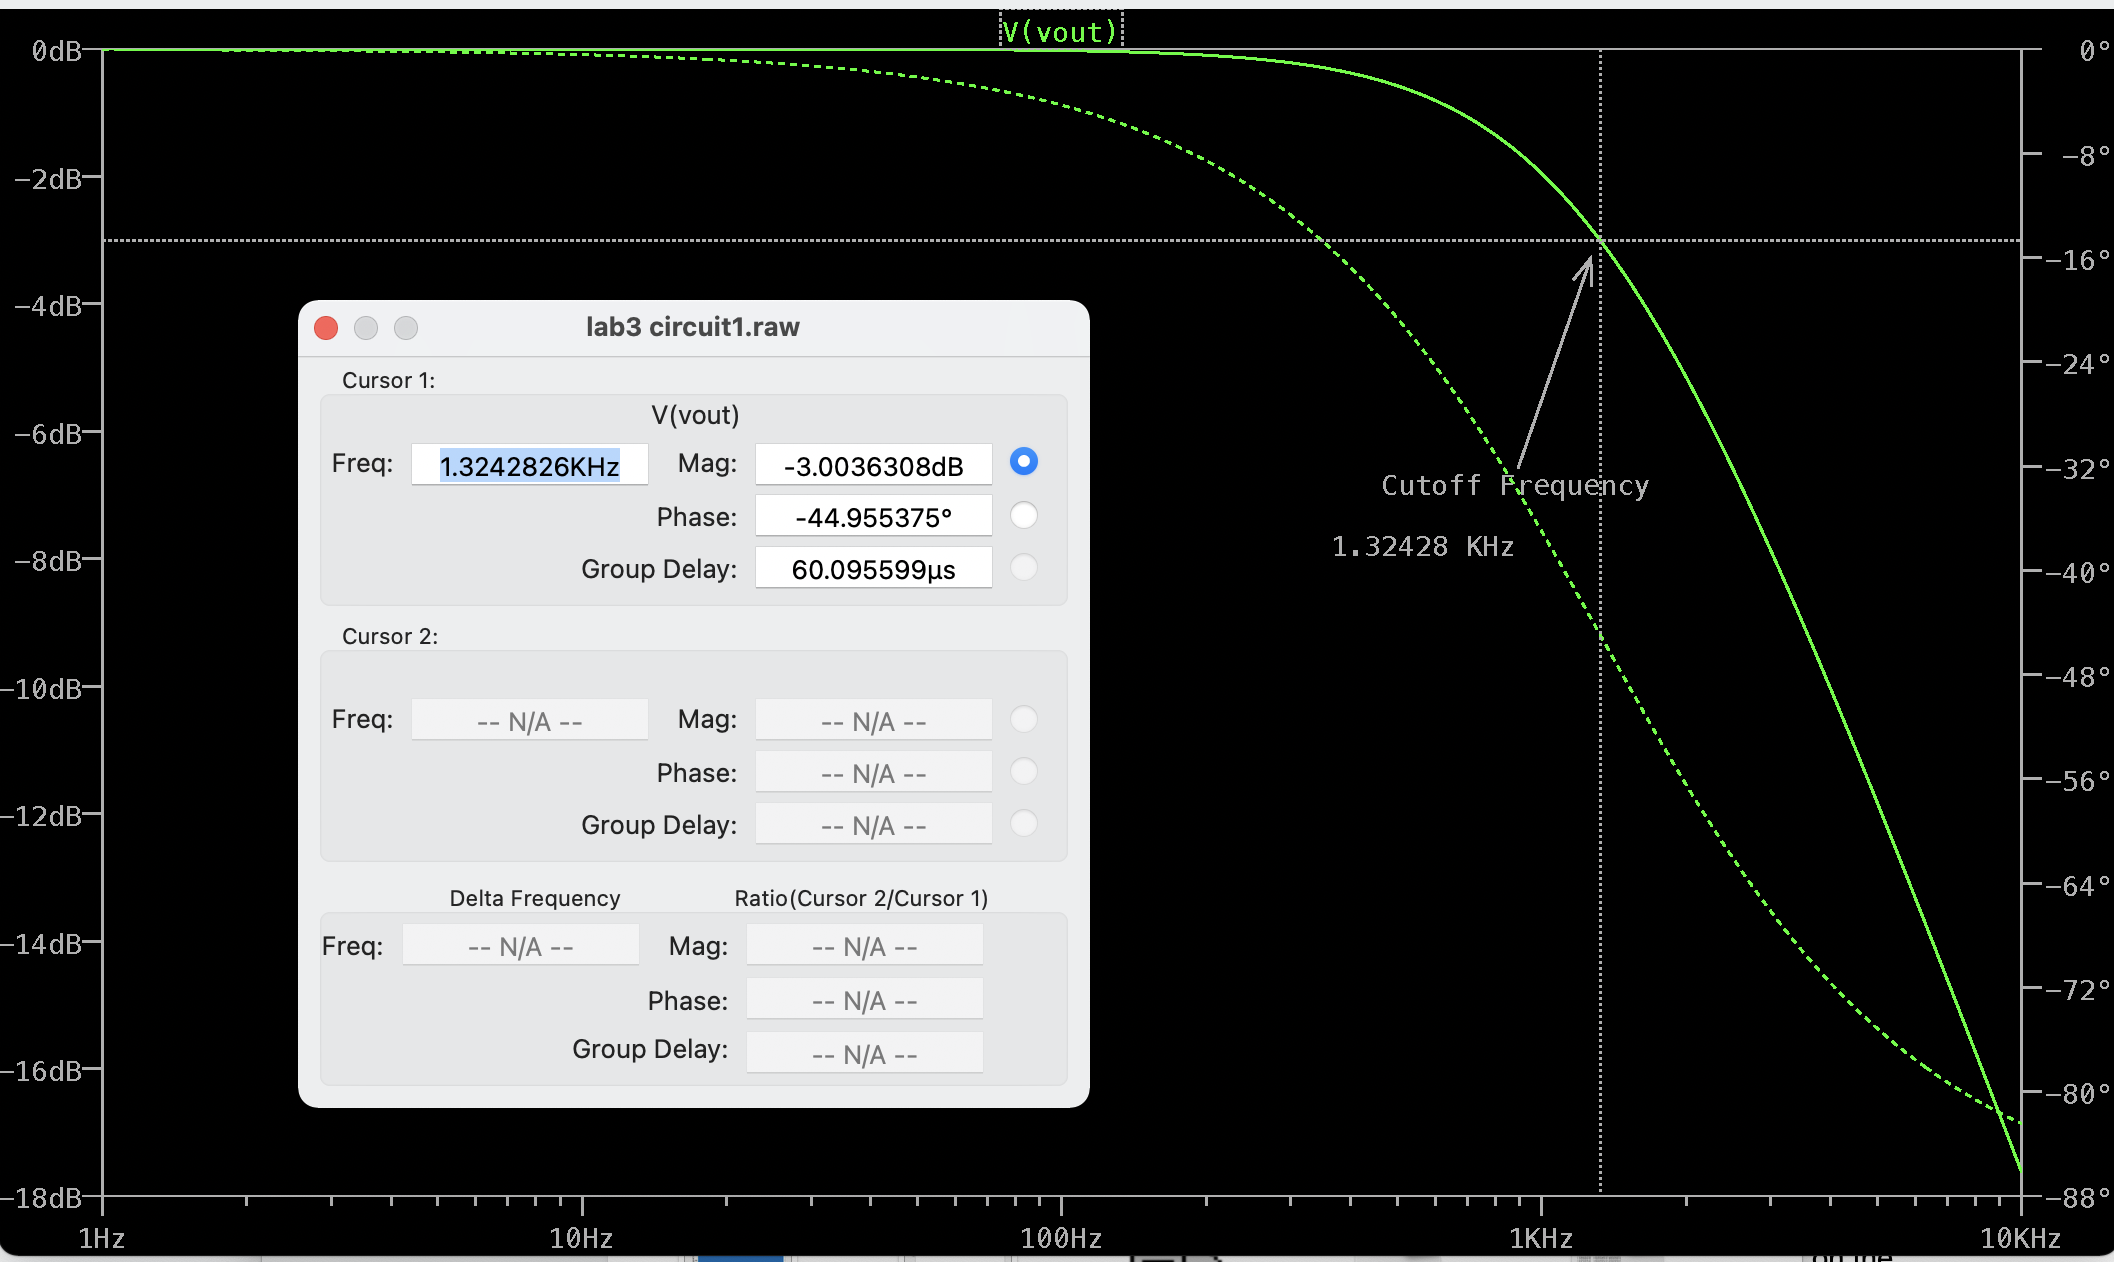 V(vout)
0dB
0°
-8°
-2dB
-16°
-4dB
-24°
-6dB
-32°
-8dB
-40°
-10dB
-48°
-12dB
-56°
-14dB
-64°
-16dB
-72°
-18dB
-80°
-88°
1Hz 10Hz 100Hz 1KHz 10KHz
Cutoff Frequency
1.32428 KHz
lab3 circuit1.raw
Cursor 1:
V(vout)
Freq: 1.3242826KHz Mag: -3.0036308dB
Phase: -44.955375°
Group Delay: 60.095599µs
Cursor 2:
Freq: -- N/A -- Mag: -- N/A --
Phase: -- N/A --
Group Delay: -- N/A --
Delta Frequency Ratio(Cursor 2/Cursor 1)
Freq: -- N/A -- Mag: -- N/A --
Phase: -- N/A --
Group Delay: -- N/A --